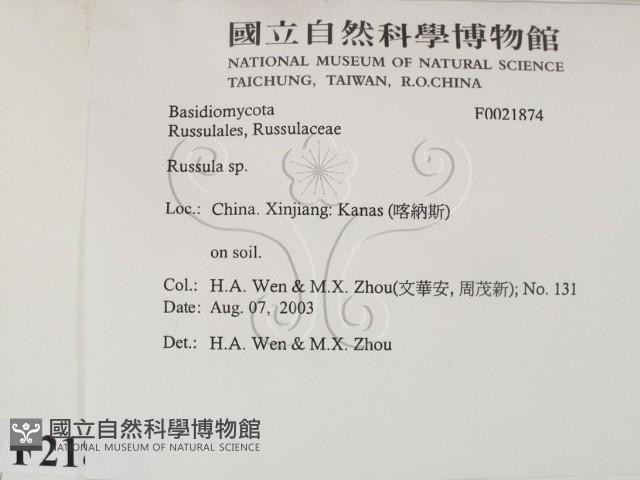 國立自然科學博物館
NATIONAL MUSEUM OF NATURAL SCIENCE
TAICHUNG, TAIWAN, R.O.CHINA
Basidiomycota F0021874
Russulales, Russulaceae
Russula sp.
Loc.: China. Xinjiang: Kanas (喀納斯)
on soil.
Col.: H.A. Wen & M.X. Zhou(文華安, 周茂新); No. 131
Date: Aug. 07, 2003
Det.: H.A. Wen & M.X. Zhou
國立自然科學博物館
NATIONAL MUSEUM OF NATURAL SCIENCE
F21